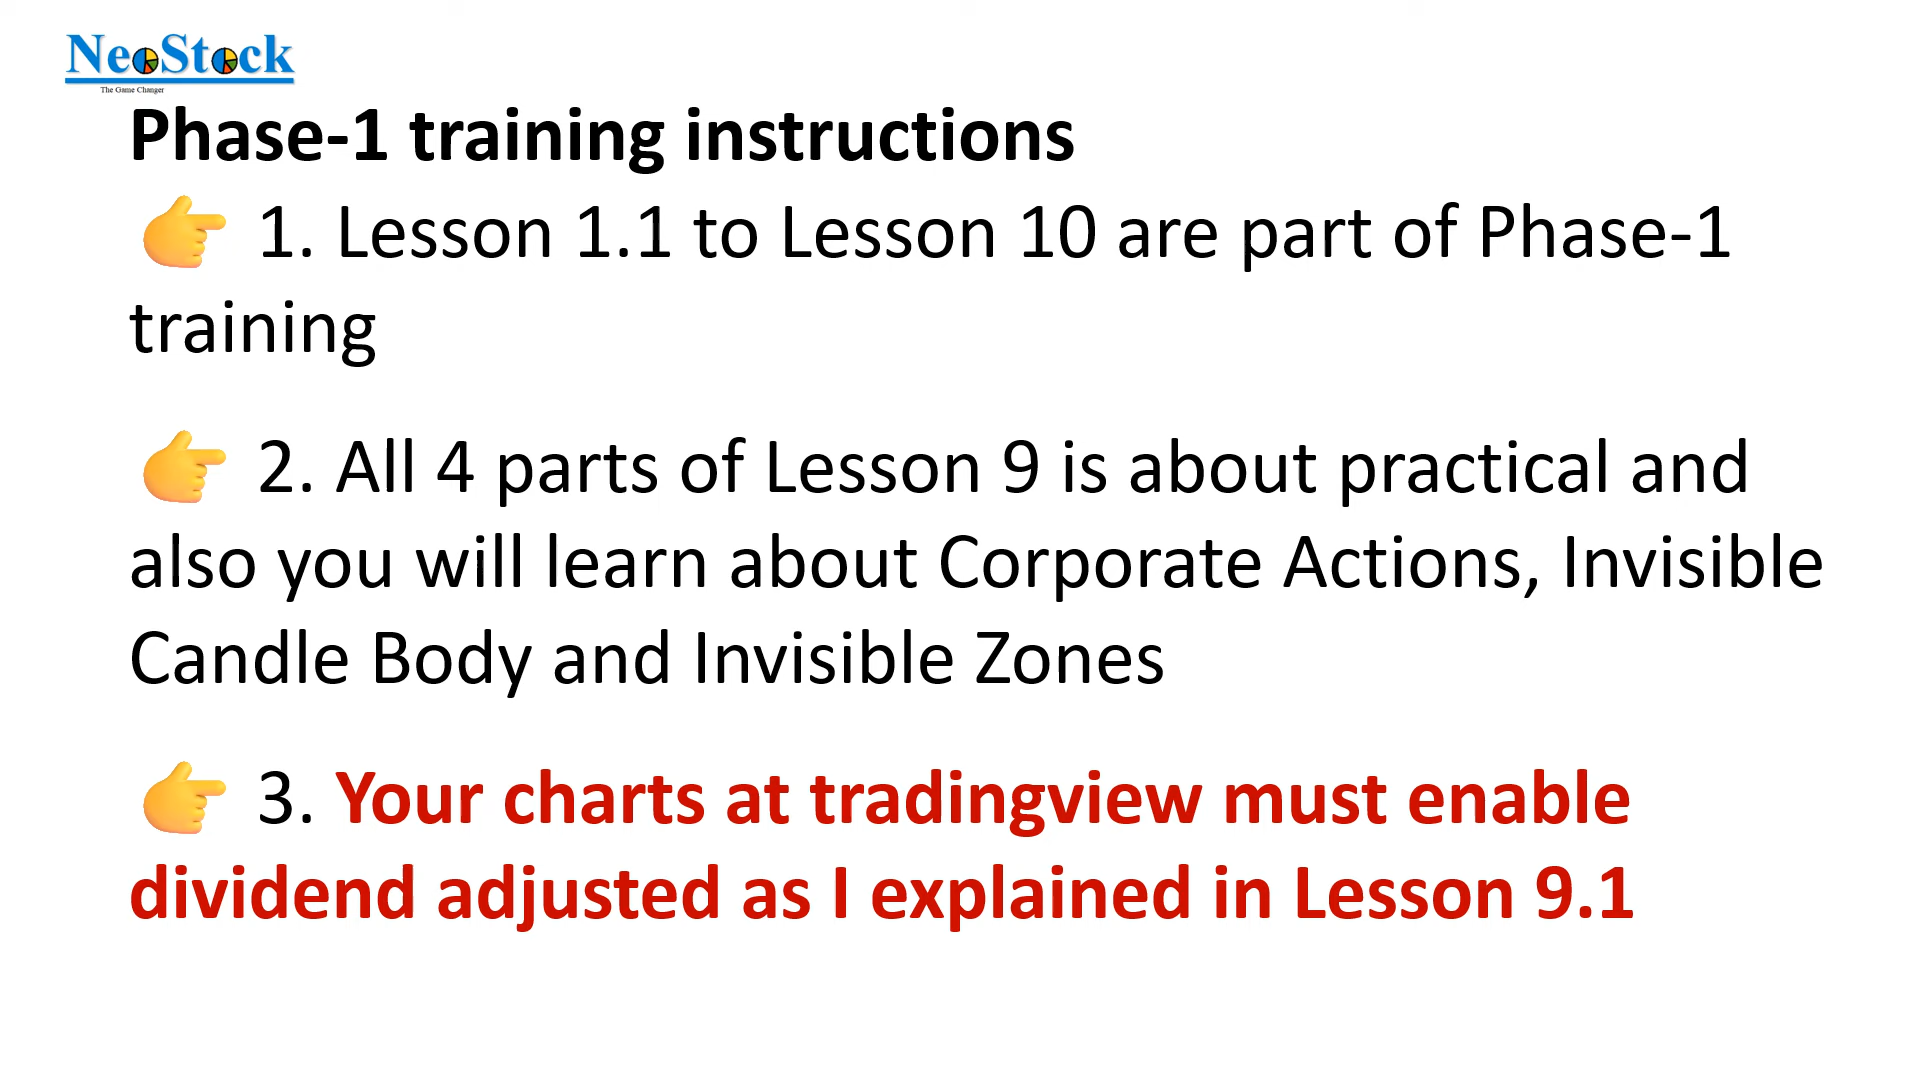 NeoStock
The Game Changer
Phase-1 training instructions
👉 1. Lesson 1.1 to Lesson 10 are part of Phase-1
training
👉 2. All 4 parts of Lesson 9 is about practical and
also you will learn about Corporate Actions, Invisible
Candle Body and Invisible Zones
👉 3. Your charts at tradingview must enable
dividend adjusted as I explained in Lesson 9.1